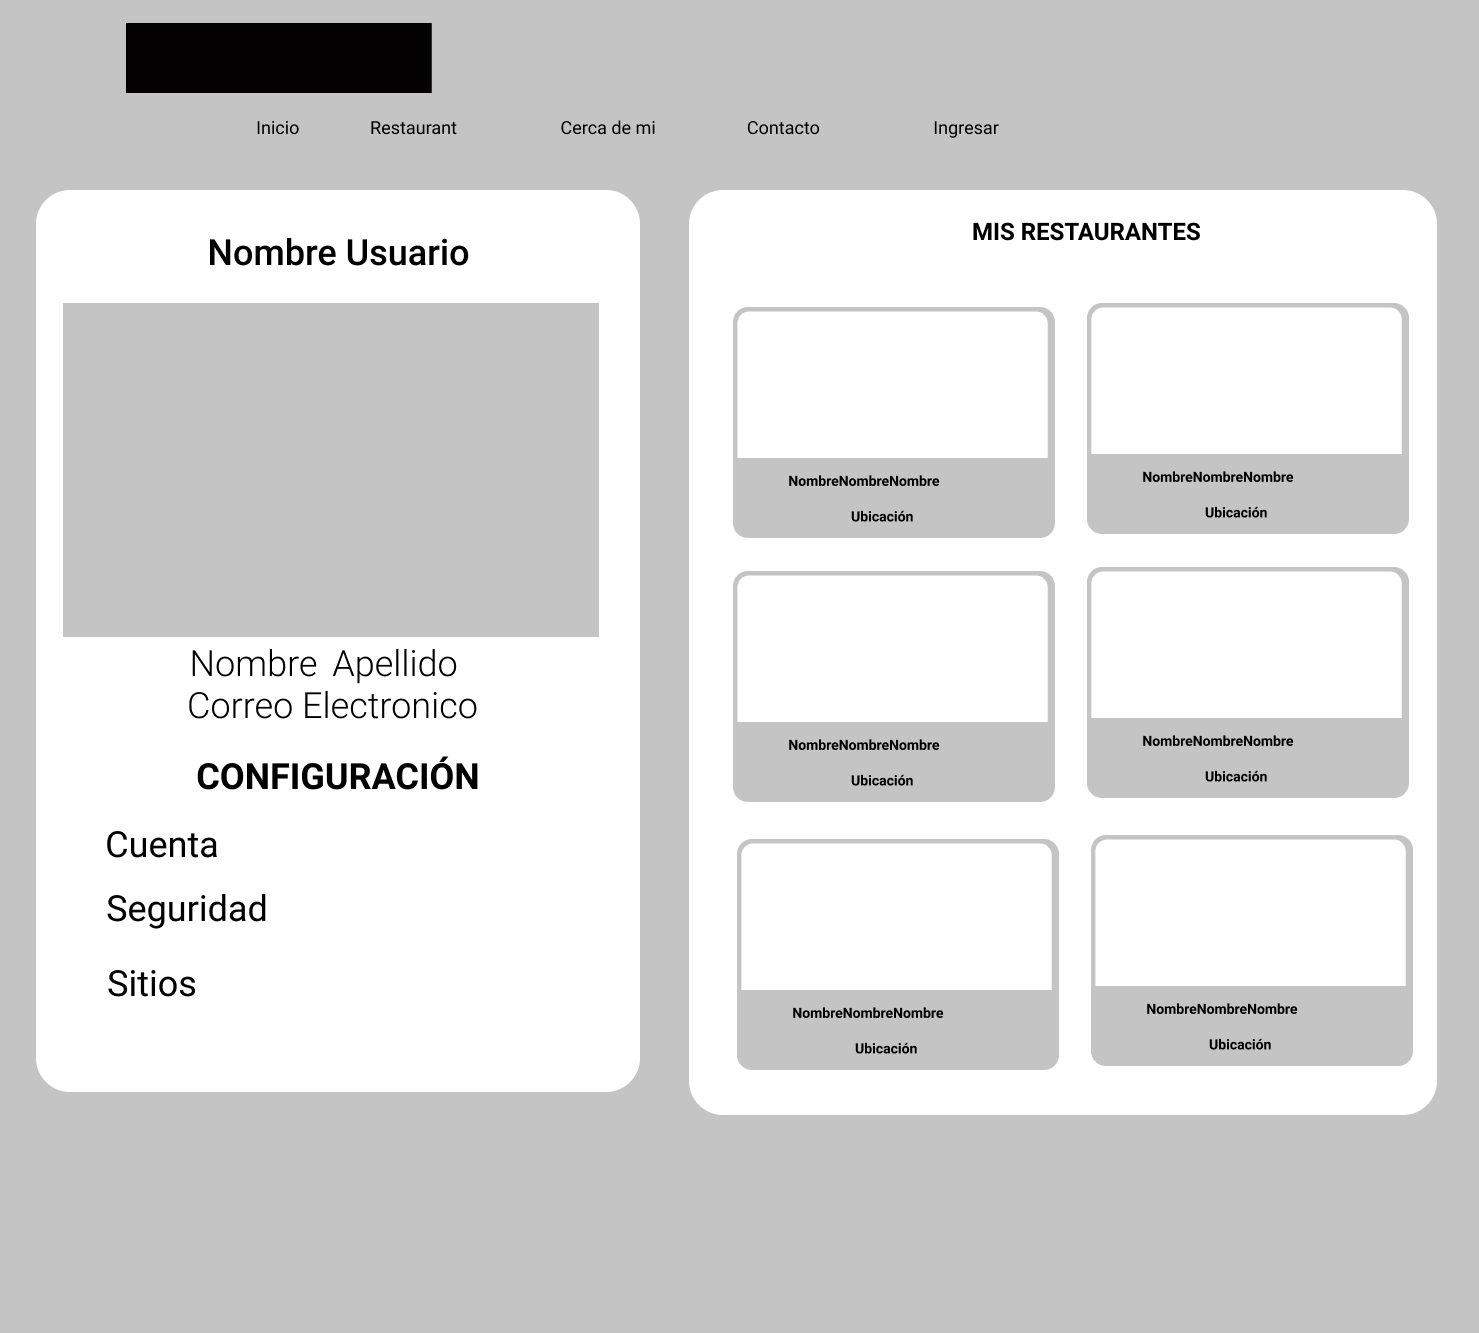 Inicio Restaurant Cerca de mi Contacto Ingresar
Nombre Usuario
Nombre Apellido
Correo Electronico
CONFIGURACIÓN
Cuenta
Seguridad
Sitios
MIS RESTAURANTES
NombreNombreNombre
Ubicación
NombreNombreNombre
Ubicación
NombreNombreNombre
Ubicación
NombreNombreNombre
Ubicación
NombreNombreNombre
Ubicación
NombreNombreNombre
Ubicación